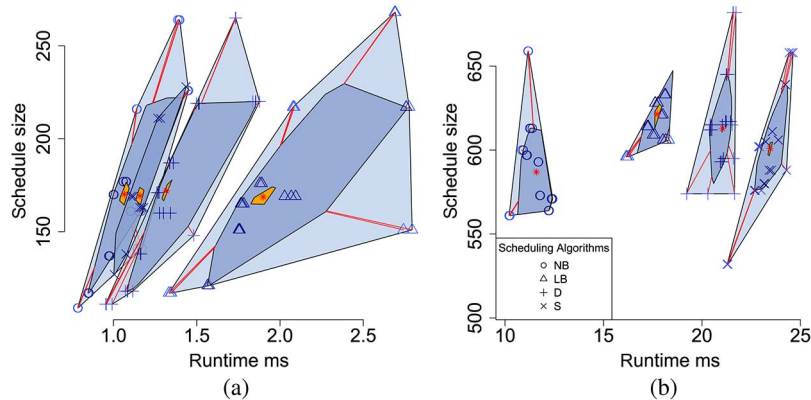 Schedule size
250
200
150
1.0
1.5
2.0
2.5
Runtime ms
(a)
Schedule size
650
600
550
500
Scheduling Algorithms
NB
LB
D
S
10
15
20
25
Runtime ms
(b)